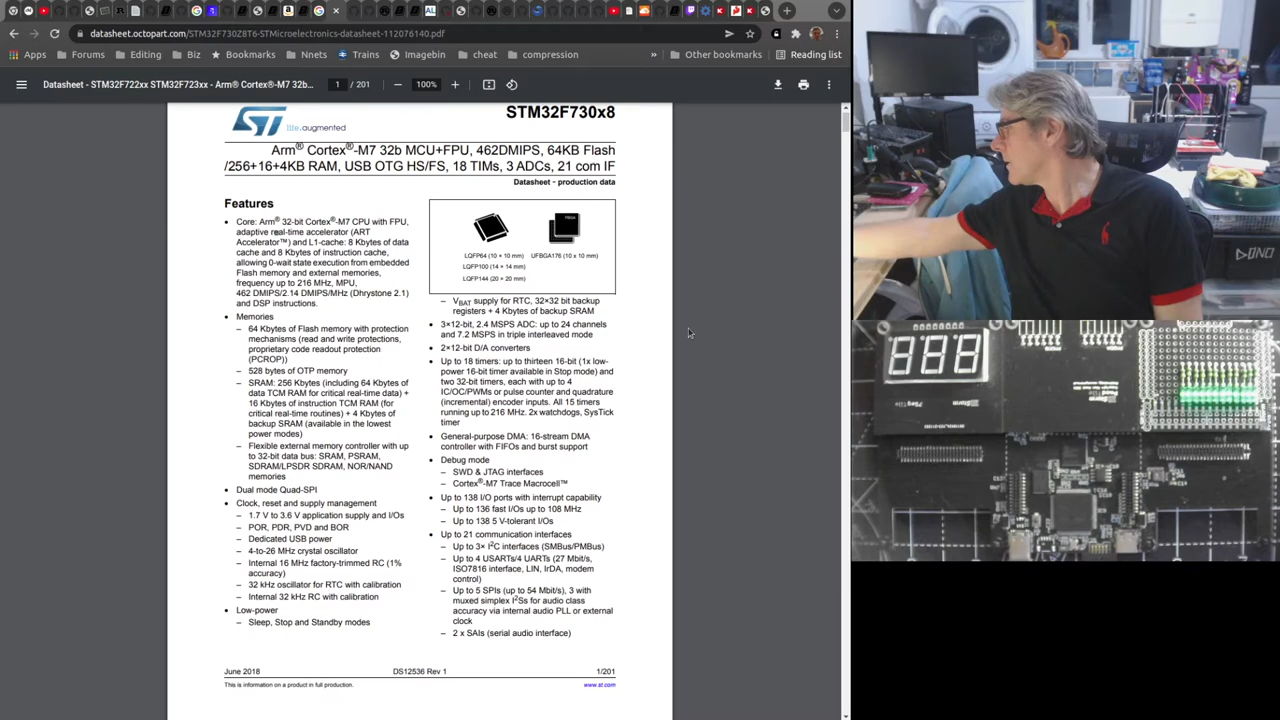 datasheet.octopart.com/STM32F730Z8T6-STMicroelectronics-datasheet-112076140.pdf
Apps Forums Biz Bookmarks Nnets Trains Imagebin cheat compression » Other bookmarks Reading list
Datasheet - STM32F722xx STM32F723xx - Arm® Cortex®-M7 32b... 1 / 201 100%
ST life.augmented
STM32F730x8
Arm® Cortex®-M7 32b MCU+FPU, 462DMIPS, 64KB Flash
/256+16+4KB RAM, USB OTG HS/FS, 18 TIMs, 3 ADCs, 21 com IF
Datasheet - production data
Features
• Core: Arm® 32-bit Cortex®-M7 CPU with FPU,
adaptive real-time accelerator (ART
Accelerator™) and L1-cache: 8 Kbytes of data
cache and 8 Kbytes of instruction cache,
allowing 0-wait state execution from embedded
Flash memory and external memories,
frequency up to 216 MHz, MPU,
462 DMIPS/2.14 DMIPS/MHz (Dhrystone 2.1)
and DSP instructions.
• Memories
– 64 Kbytes of Flash memory with protection
mechanisms (read and write protections,
proprietary code readout protection
(PCROP))
– 528 bytes of OTP memory
– SRAM: 256 Kbytes (including 64 Kbytes of
data TCM RAM for critical real-time data) +
16 Kbytes of instruction TCM RAM (for
critical real-time routines) + 4 Kbytes of
backup SRAM (available in the lowest
power modes)
– Flexible external memory controller with up
to 32-bit data bus: SRAM, PSRAM,
SDRAM/LPSDR SDRAM, NOR/NAND
memories
• Dual mode Quad-SPI
• Clock, reset and supply management
– 1.7 V to 3.6 V application supply and I/Os
– POR, PDR, PVD and BOR
– Dedicated USB power
– 4-to-26 MHz crystal oscillator
– Internal 16 MHz factory-trimmed RC (1%
accuracy)
– 32 kHz oscillator for RTC with calibration
– Internal 32 kHz RC with calibration
• Low-power
– Sleep, Stop and Standby modes
LQFP64 (10 × 10 mm) UFBGA176 (10 x 10 mm)
LQFP100 (14 × 14 mm)
LQFP144 (20 × 20 mm)
– VBAT supply for RTC, 32×32 bit backup
registers + 4 Kbytes of backup SRAM
• 3×12-bit, 2.4 MSPS ADC: up to 24 channels
and 7.2 MSPS in triple interleaved mode
• 2×12-bit D/A converters
• Up to 18 timers: up to thirteen 16-bit (1x low-
power 16-bit timer available in Stop mode) and
two 32-bit timers, each with up to 4
IC/OC/PWMs or pulse counter and quadrature
(incremental) encoder inputs. All 15 timers
running up to 216 MHz. 2x watchdogs, SysTick
timer
• General-purpose DMA: 16-stream DMA
controller with FIFOs and burst support
• Debug mode
– SWD & JTAG interfaces
– Cortex®-M7 Trace Macrocell™
• Up to 138 I/O ports with interrupt capability
– Up to 136 fast I/Os up to 108 MHz
– Up to 138 5 V-tolerant I/Os
• Up to 21 communication interfaces
– Up to 3× I2C interfaces (SMBus/PMBus)
– Up to 4 USARTs/4 UARTs (27 Mbit/s,
ISO7816 interface, LIN, IrDA, modem
control)
– Up to 5 SPIs (up to 54 Mbit/s), 3 with
muxed simplex I2Ss for audio class
accuracy via internal audio PLL or external
clock
– 2 x SAIs (serial audio interface)
June 2018 DS12536 Rev 1 1/201
This is information on a product in full production. www.st.com